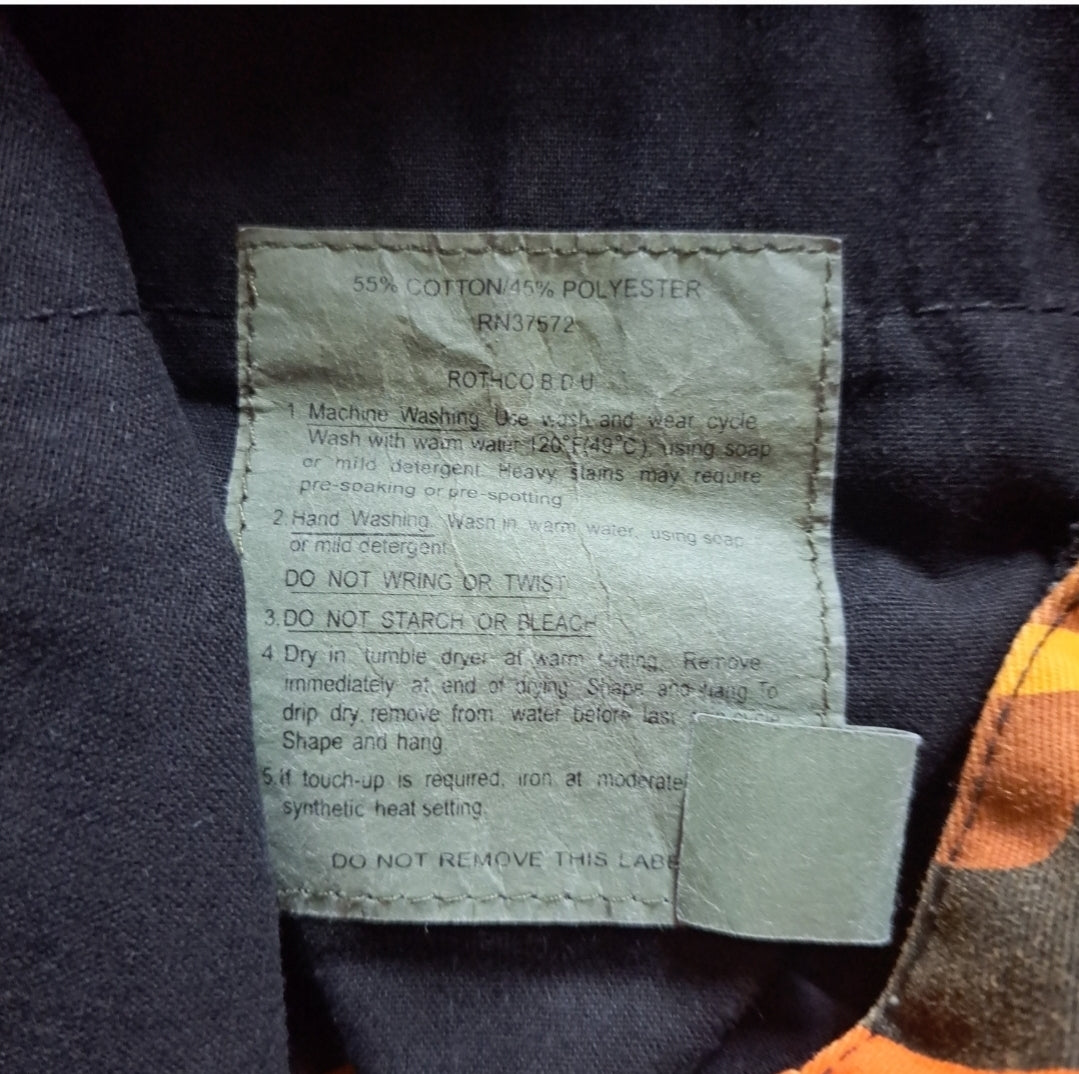 55% COTTON/45% POLYESTER
RN37572
ROTHCO B.D.U.
1. Machine Washing. Use wash and wear cycle.
Wash with warm water 120°F(49°C), using soap
or mild detergent. Heavy stains may require
pre-soaking or pre-spotting
2. Hand Washing. Wash in warm water, using soap
or mild detergent
DO NOT WRING OR TWIST
3. DO NOT STARCH OR BLEACH
4 Dry in tumble dryer at warm setting. Remove
immediately at end of drying. Shape and hang To
drip dry, remove from water before last
Shape and hang
5. If touch-up is required, iron at moderate
synthetic heat setting.
DO NOT REMOVE THIS LABE